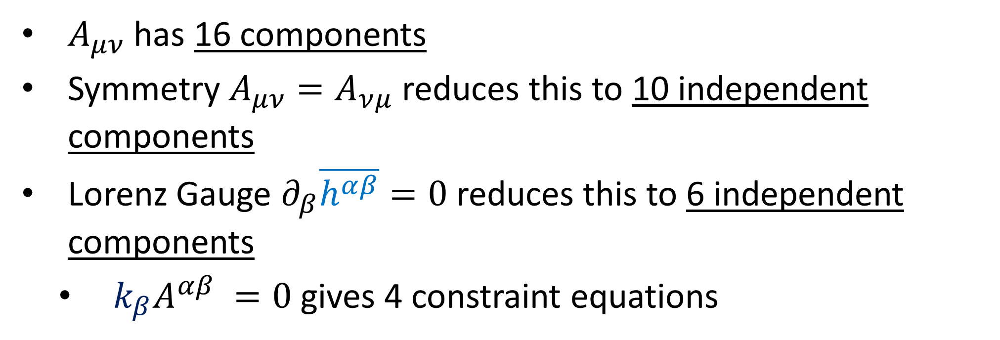 • $A_{\mu\nu}$ has 16 components
• Symmetry $A_{\mu\nu} = A_{\nu\mu}$ reduces this to 10 independent
components
• Lorenz Gauge $\partial_{\beta}\overline{h^{\alpha\beta}} = 0$ reduces this to 6 independent
components
• $k_{\beta}A^{\alpha\beta} = 0$ gives 4 constraint equations